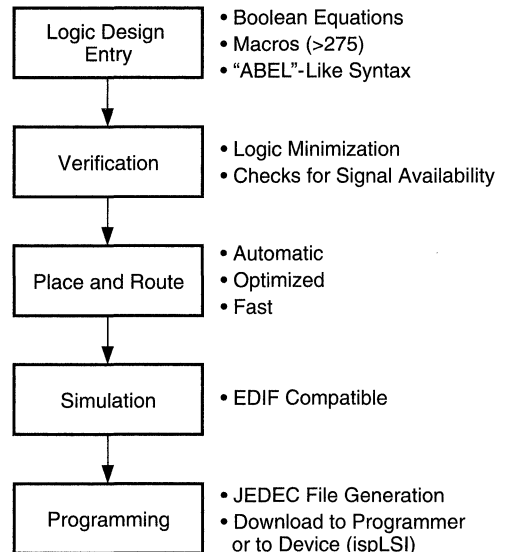 Logic Design
Entry
• Boolean Equations
• Macros (>275)
• “ABEL”-Like Syntax
Verification
• Logic Minimization
• Checks for Signal Availability
Place and Route
• Automatic
• Optimized
• Fast
Simulation
• EDIF Compatible
Programming
• JEDEC File Generation
• Download to Programmer
or to Device (ispLSI)